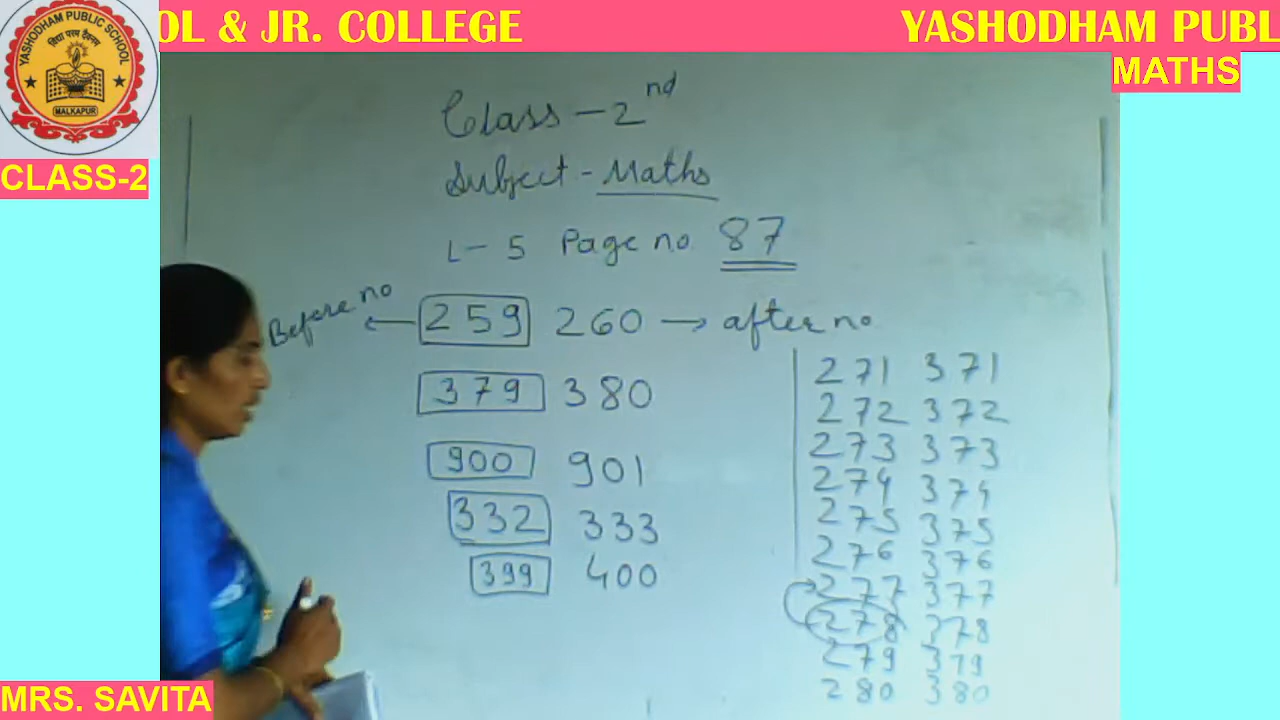 OL & JR. COLLEGE YASHODHAM PUBL
MATHS
YASHODHAM PUBLIC SCHOOL
विद्या परम दैवतम्
MALKAPUR
CLASS-2
Class - 2nd
Subject - Maths
L - 5 Page no. 87
Before no ← 259 260 → after no
379 380
900 901
332 333
399 400
271 371
272 372
273 373
274 374
275 375
276 376
277 377
278 378
279 379
280 380
MRS. SAVITA